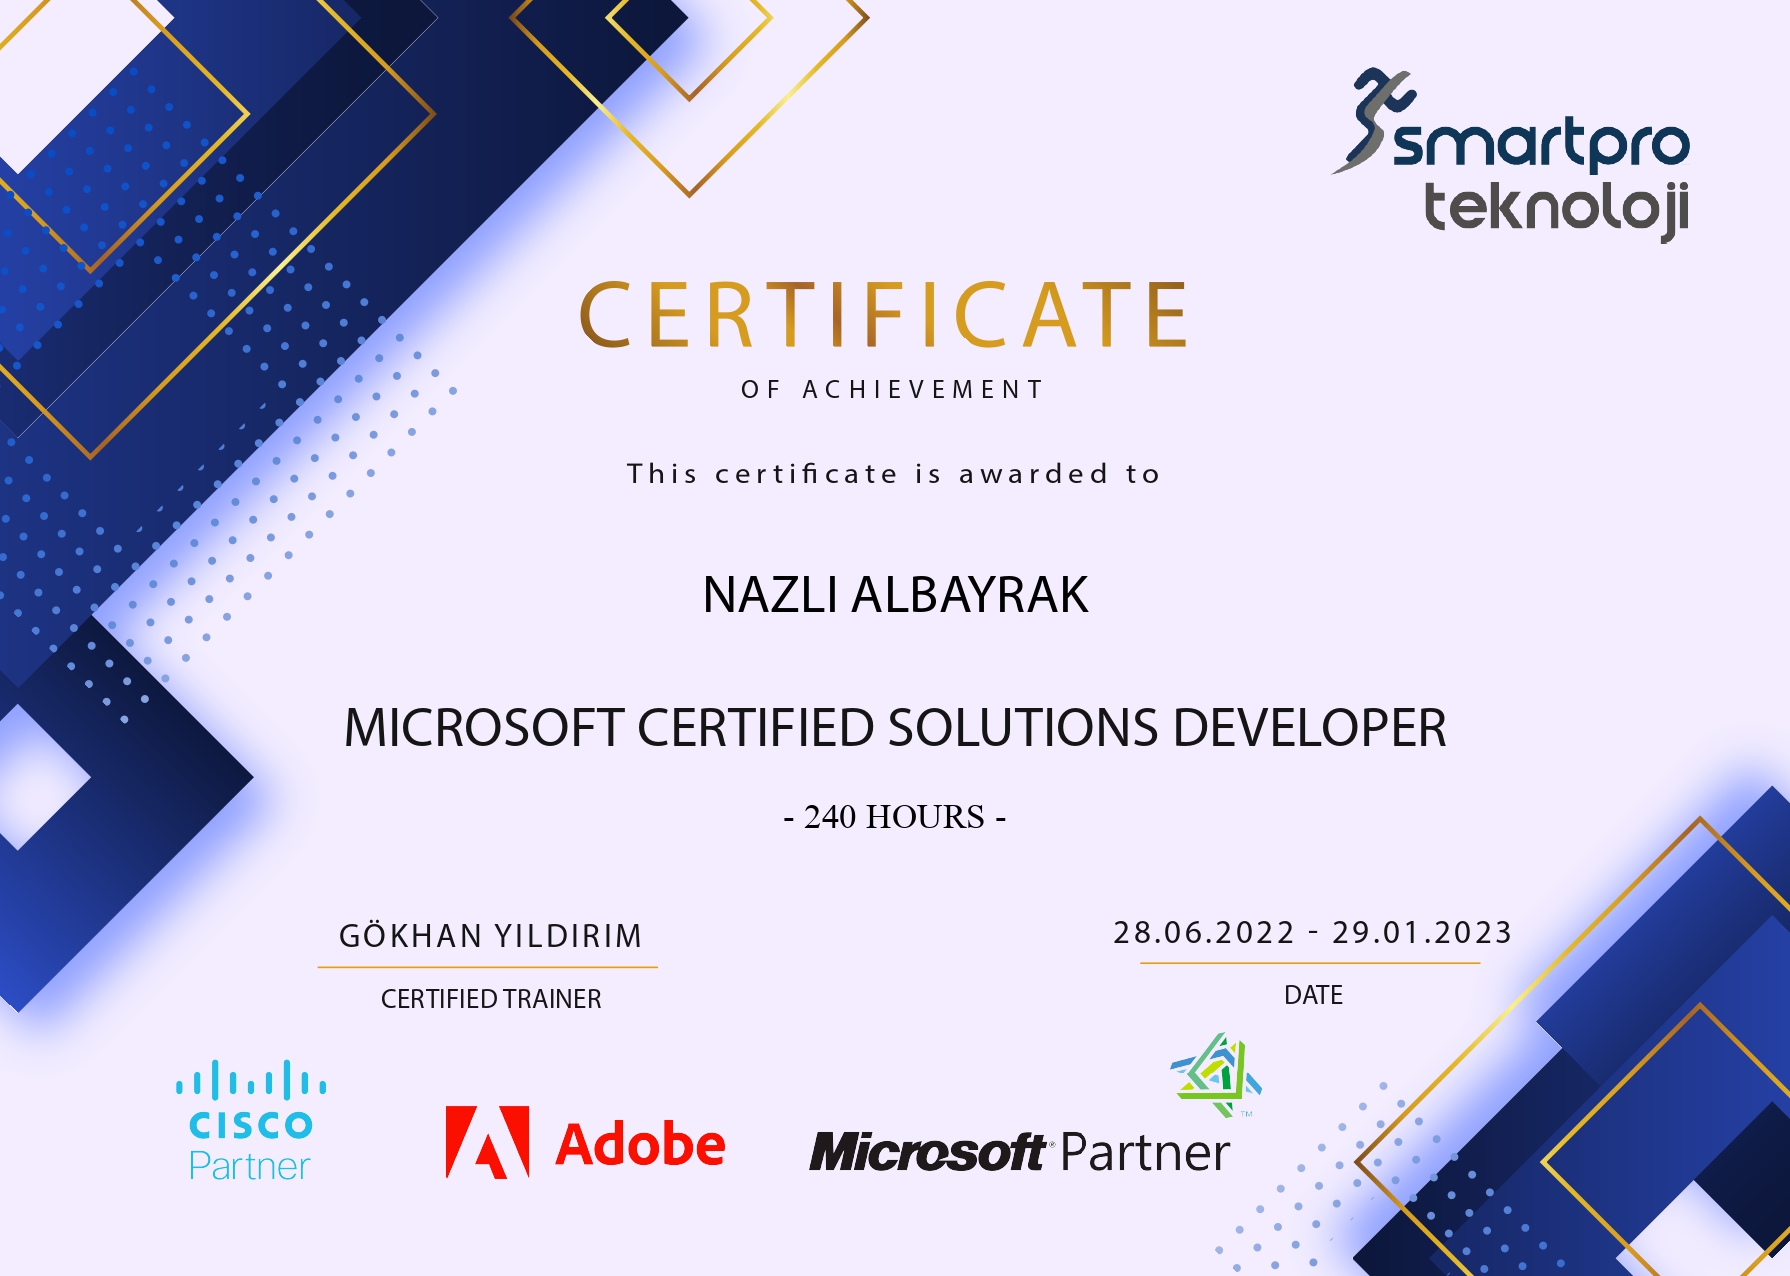 smartpro
teknoloji
CERTIFICATE
OF ACHIEVEMENT
This certificate is awarded to
NAZLI ALBAYRAK
MICROSOFT CERTIFIED SOLUTIONS DEVELOPER
- 240 HOURS -
GÖKHAN YILDIRIM
CERTIFIED TRAINER
28.06.2022 - 29.01.2023
DATE
CISCO
Partner
Adobe
Microsoft® Partner
TM